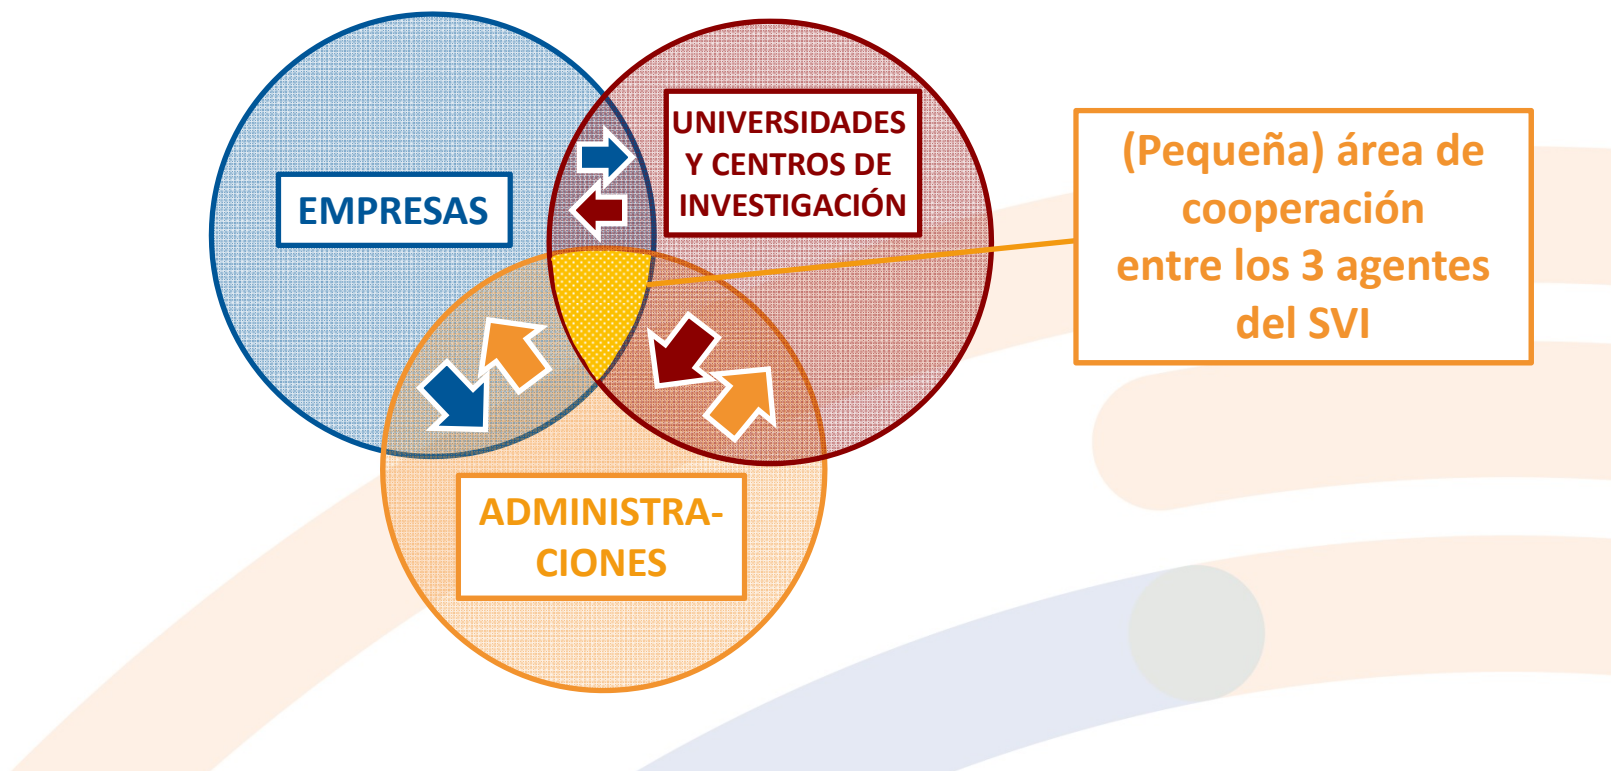 EMPRESAS
UNIVERSIDADES
Y CENTROS DE
INVESTIGACIÓN
(Pequeña) área de
cooperación
entre los 3 agentes
del SVI
ADMINISTRA-
CIONES